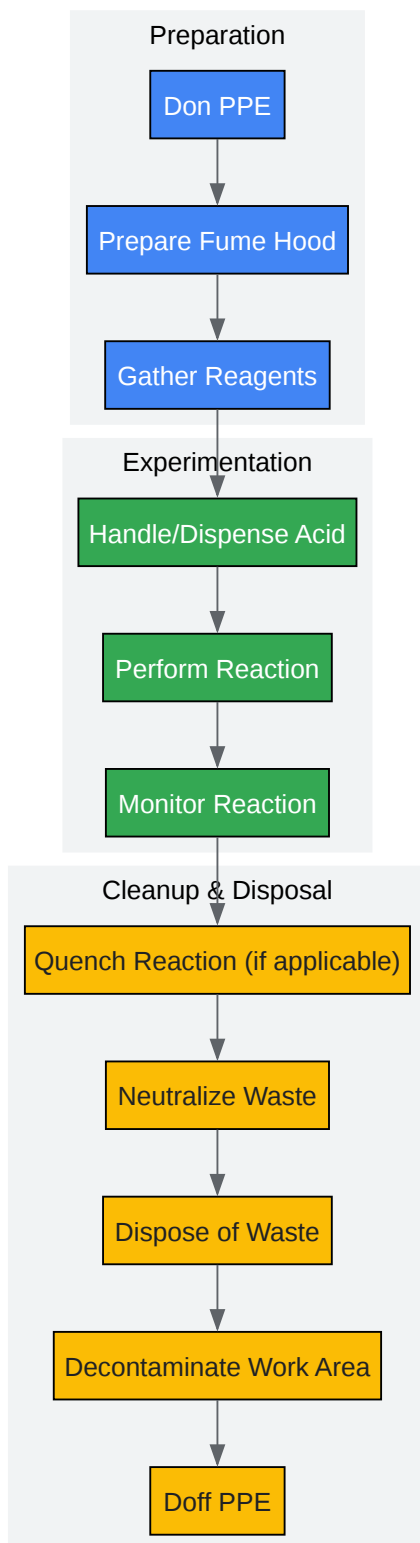 Preparation
Don PPE
Prepare Fume Hood
Gather Reagents
Experimentation
Handle/Dispense Acid
Perform Reaction
Monitor Reaction
Cleanup & Disposal
Quench Reaction (if applicable)
Neutralize Waste
Dispose of Waste
Decontaminate Work Area
Doff PPE